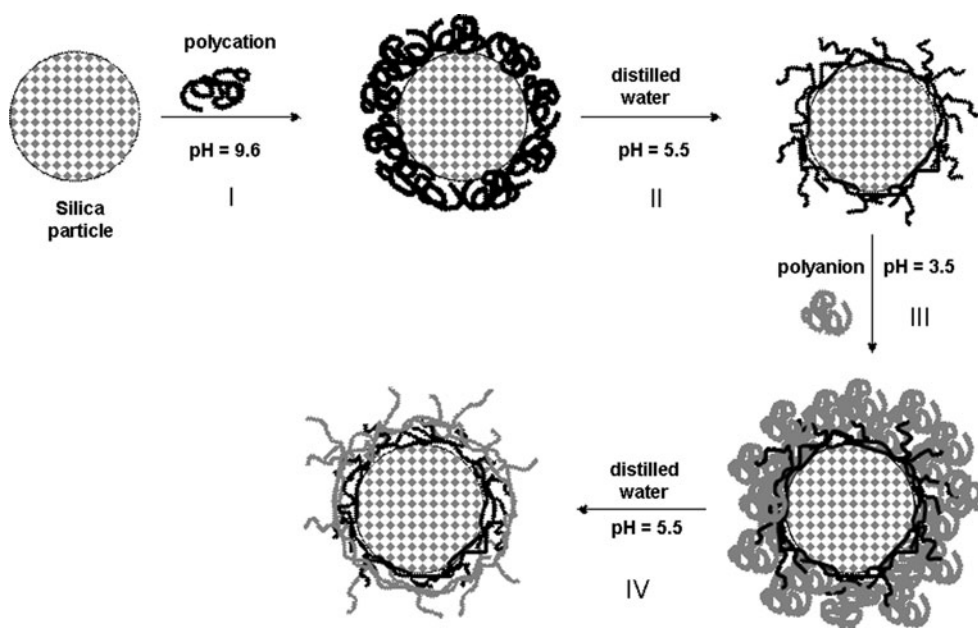 polycation
pH = 9.6
I
Silica
particle
distilled
water
pH = 5.5
II
polyanion
pH = 3.5
III
distilled
water
pH = 5.5
IV